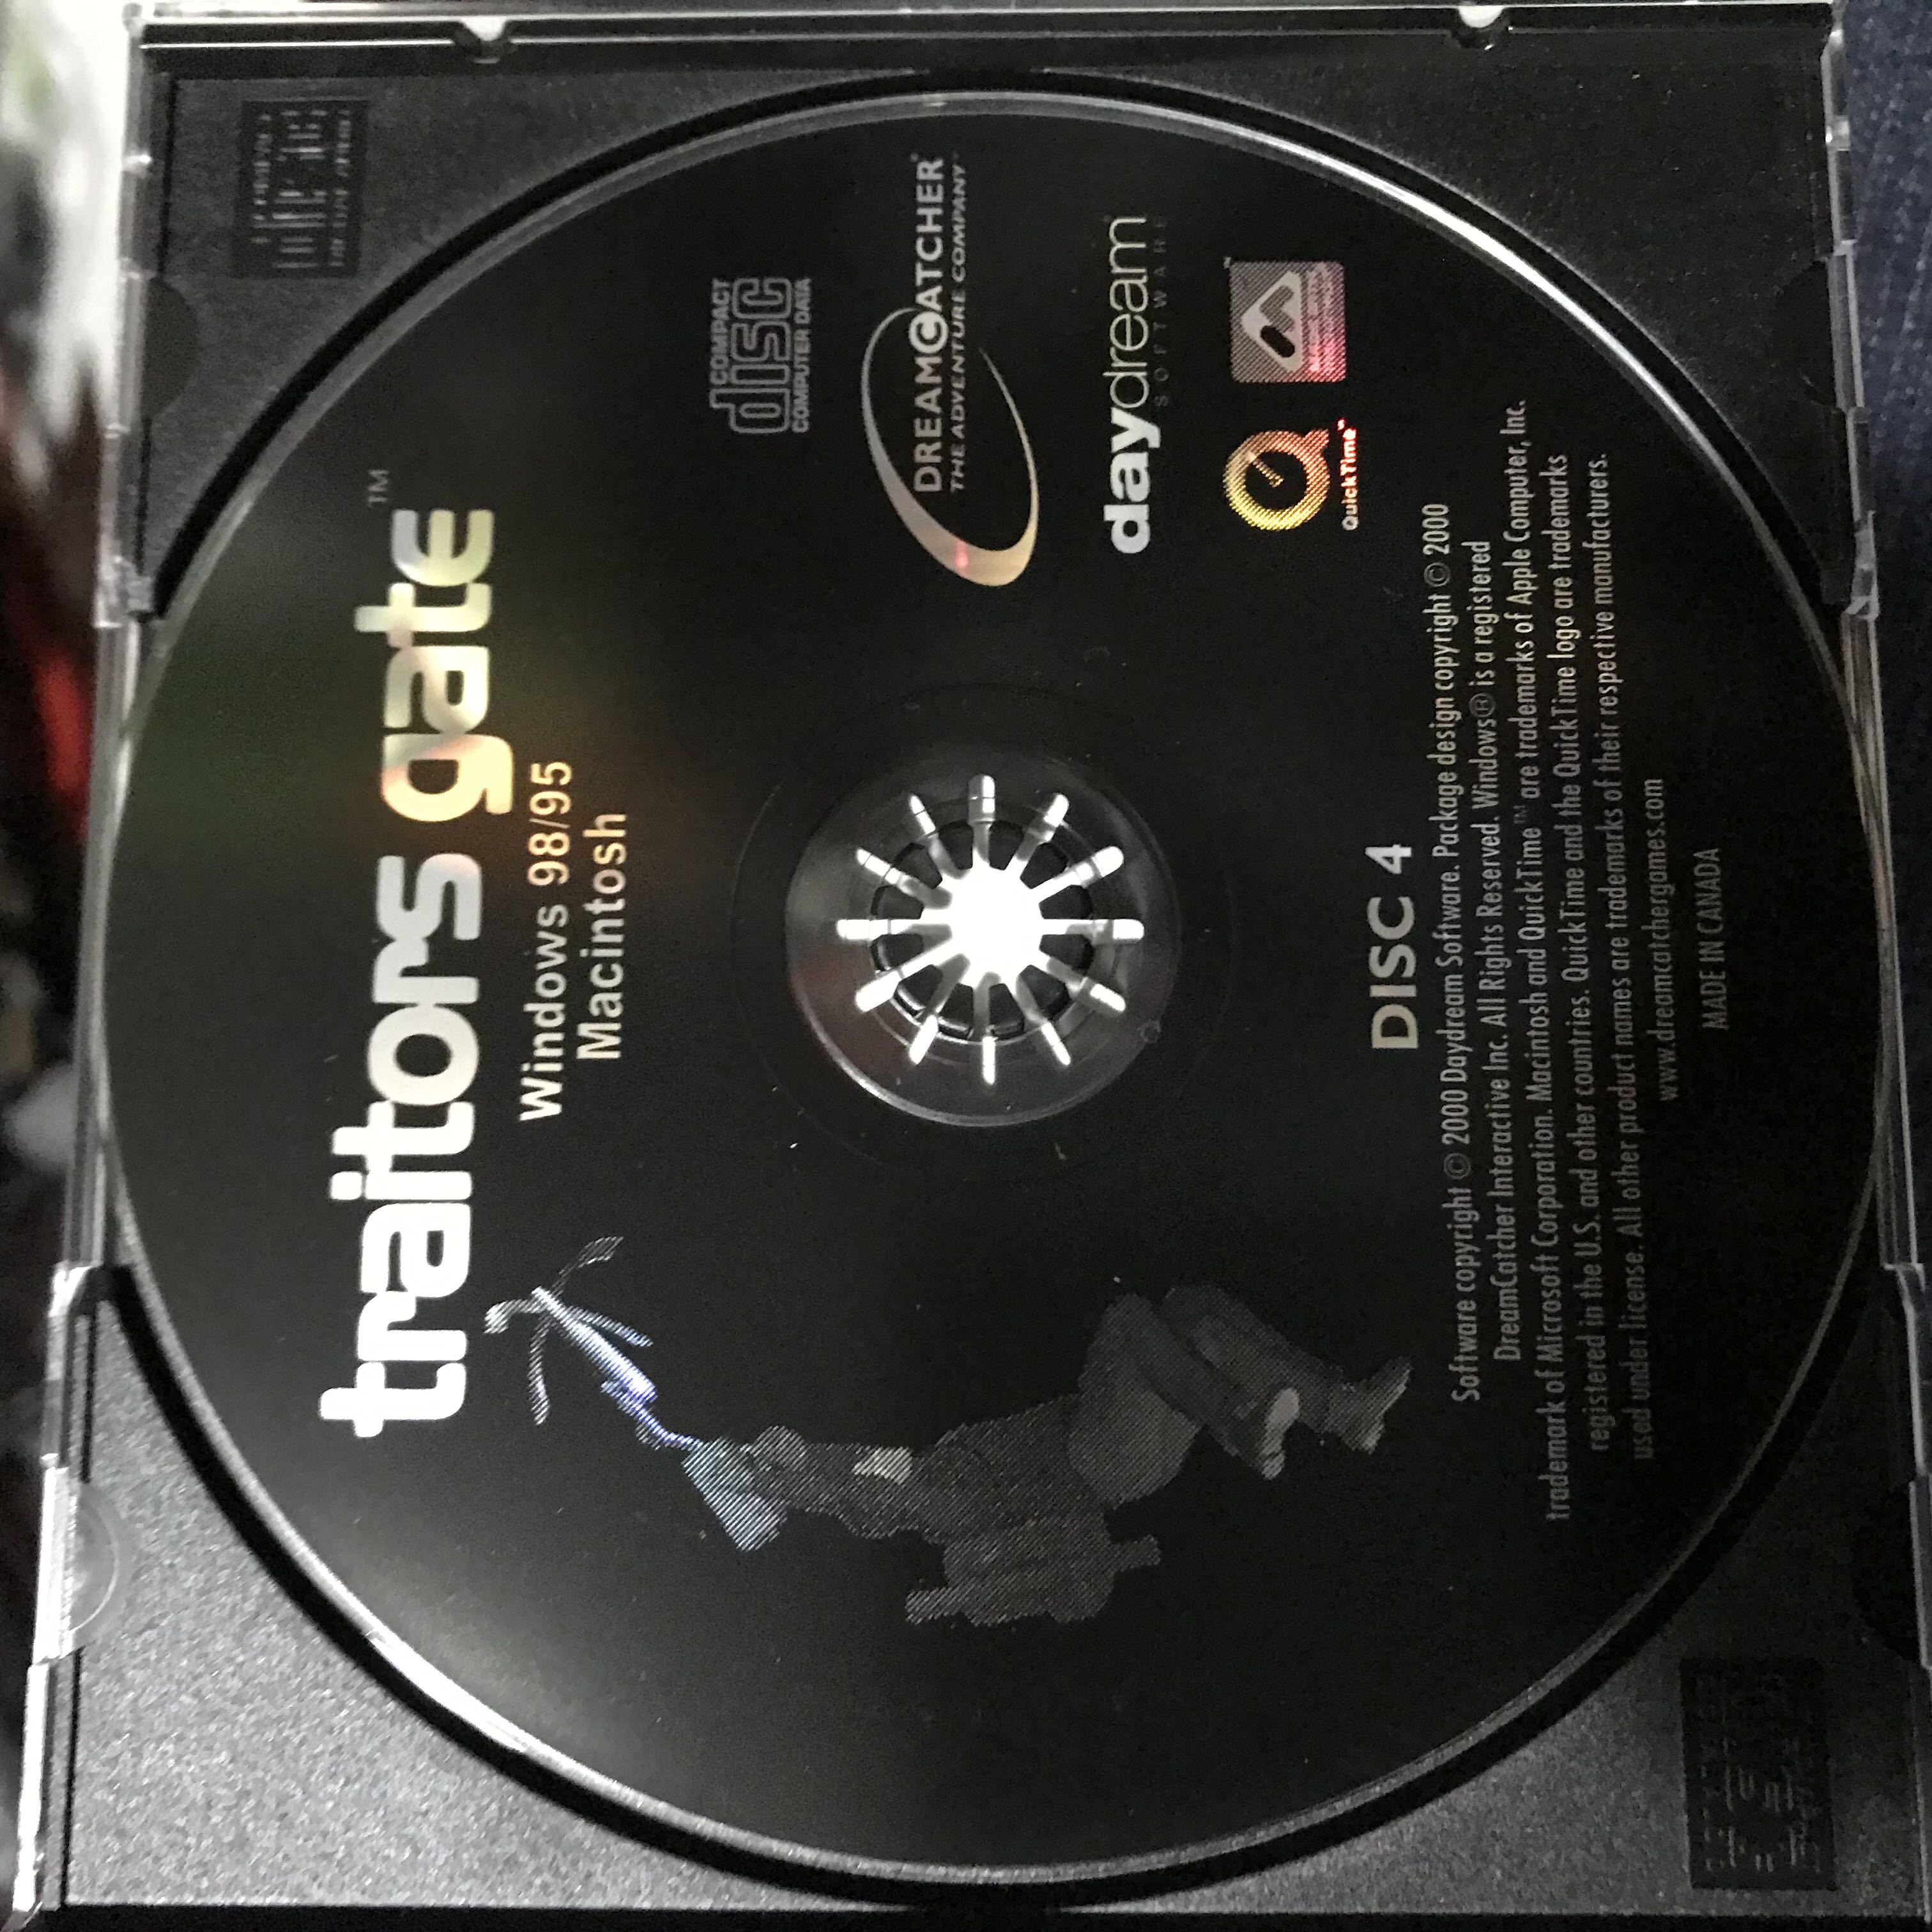 traitors gate™
Windows 98/95
Macintosh
COMPACT
disc
COMPUTER DATA
DREAMCATCHER®
THE ADVENTURE COMPANY™
daydream
SOFTWARE
QuickTime™
DISC 4
Software copyright © 2000 Daydream Software. Package design copyright © 2000
DreamCatcher Interactive Inc. All Rights Reserved. Windows® is a registered
trademark of Microsoft Corporation. Macintosh and QuickTime™ are trademarks of Apple Computer, Inc.
registered in the U.S. and other countries. QuickTime and the QuickTime logo are trademarks
used under license. All other product names are trademarks of their respective manufacturers.
www.dreamcatchergames.com
MADE IN CANADA